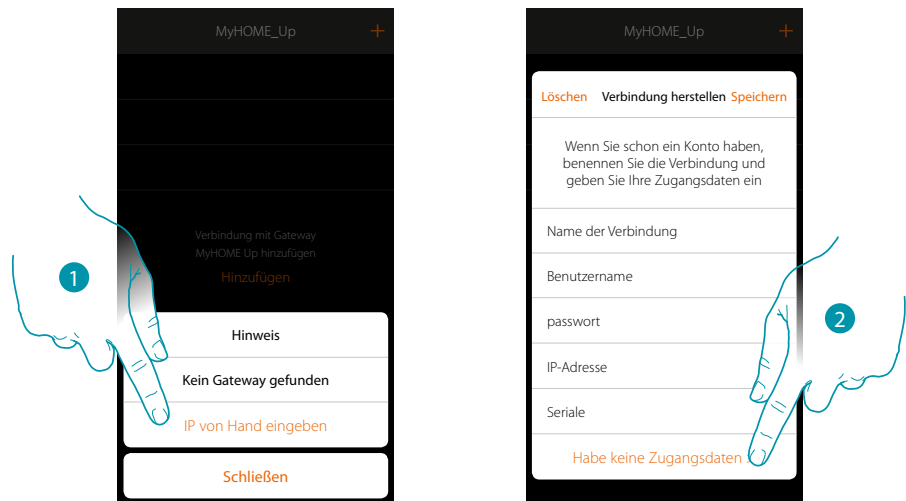 MyHOME_Up +
Verbindung mit Gateway
MyHOME Up hinzufügen
Hinzufügen
1
Hinweis
Kein Gateway gefunden
IP von Hand eingeben
Schließen
MyHOME_Up +
Löschen Verbindung herstellen Speichern
Wenn Sie schon ein Konto haben,
benennen Sie die Verbindung und
geben Sie Ihre Zugangsdaten ein
Name der Verbindung
Benutzername
passwort
2
IP-Adresse
Seriale
Habe keine Zugangsdaten